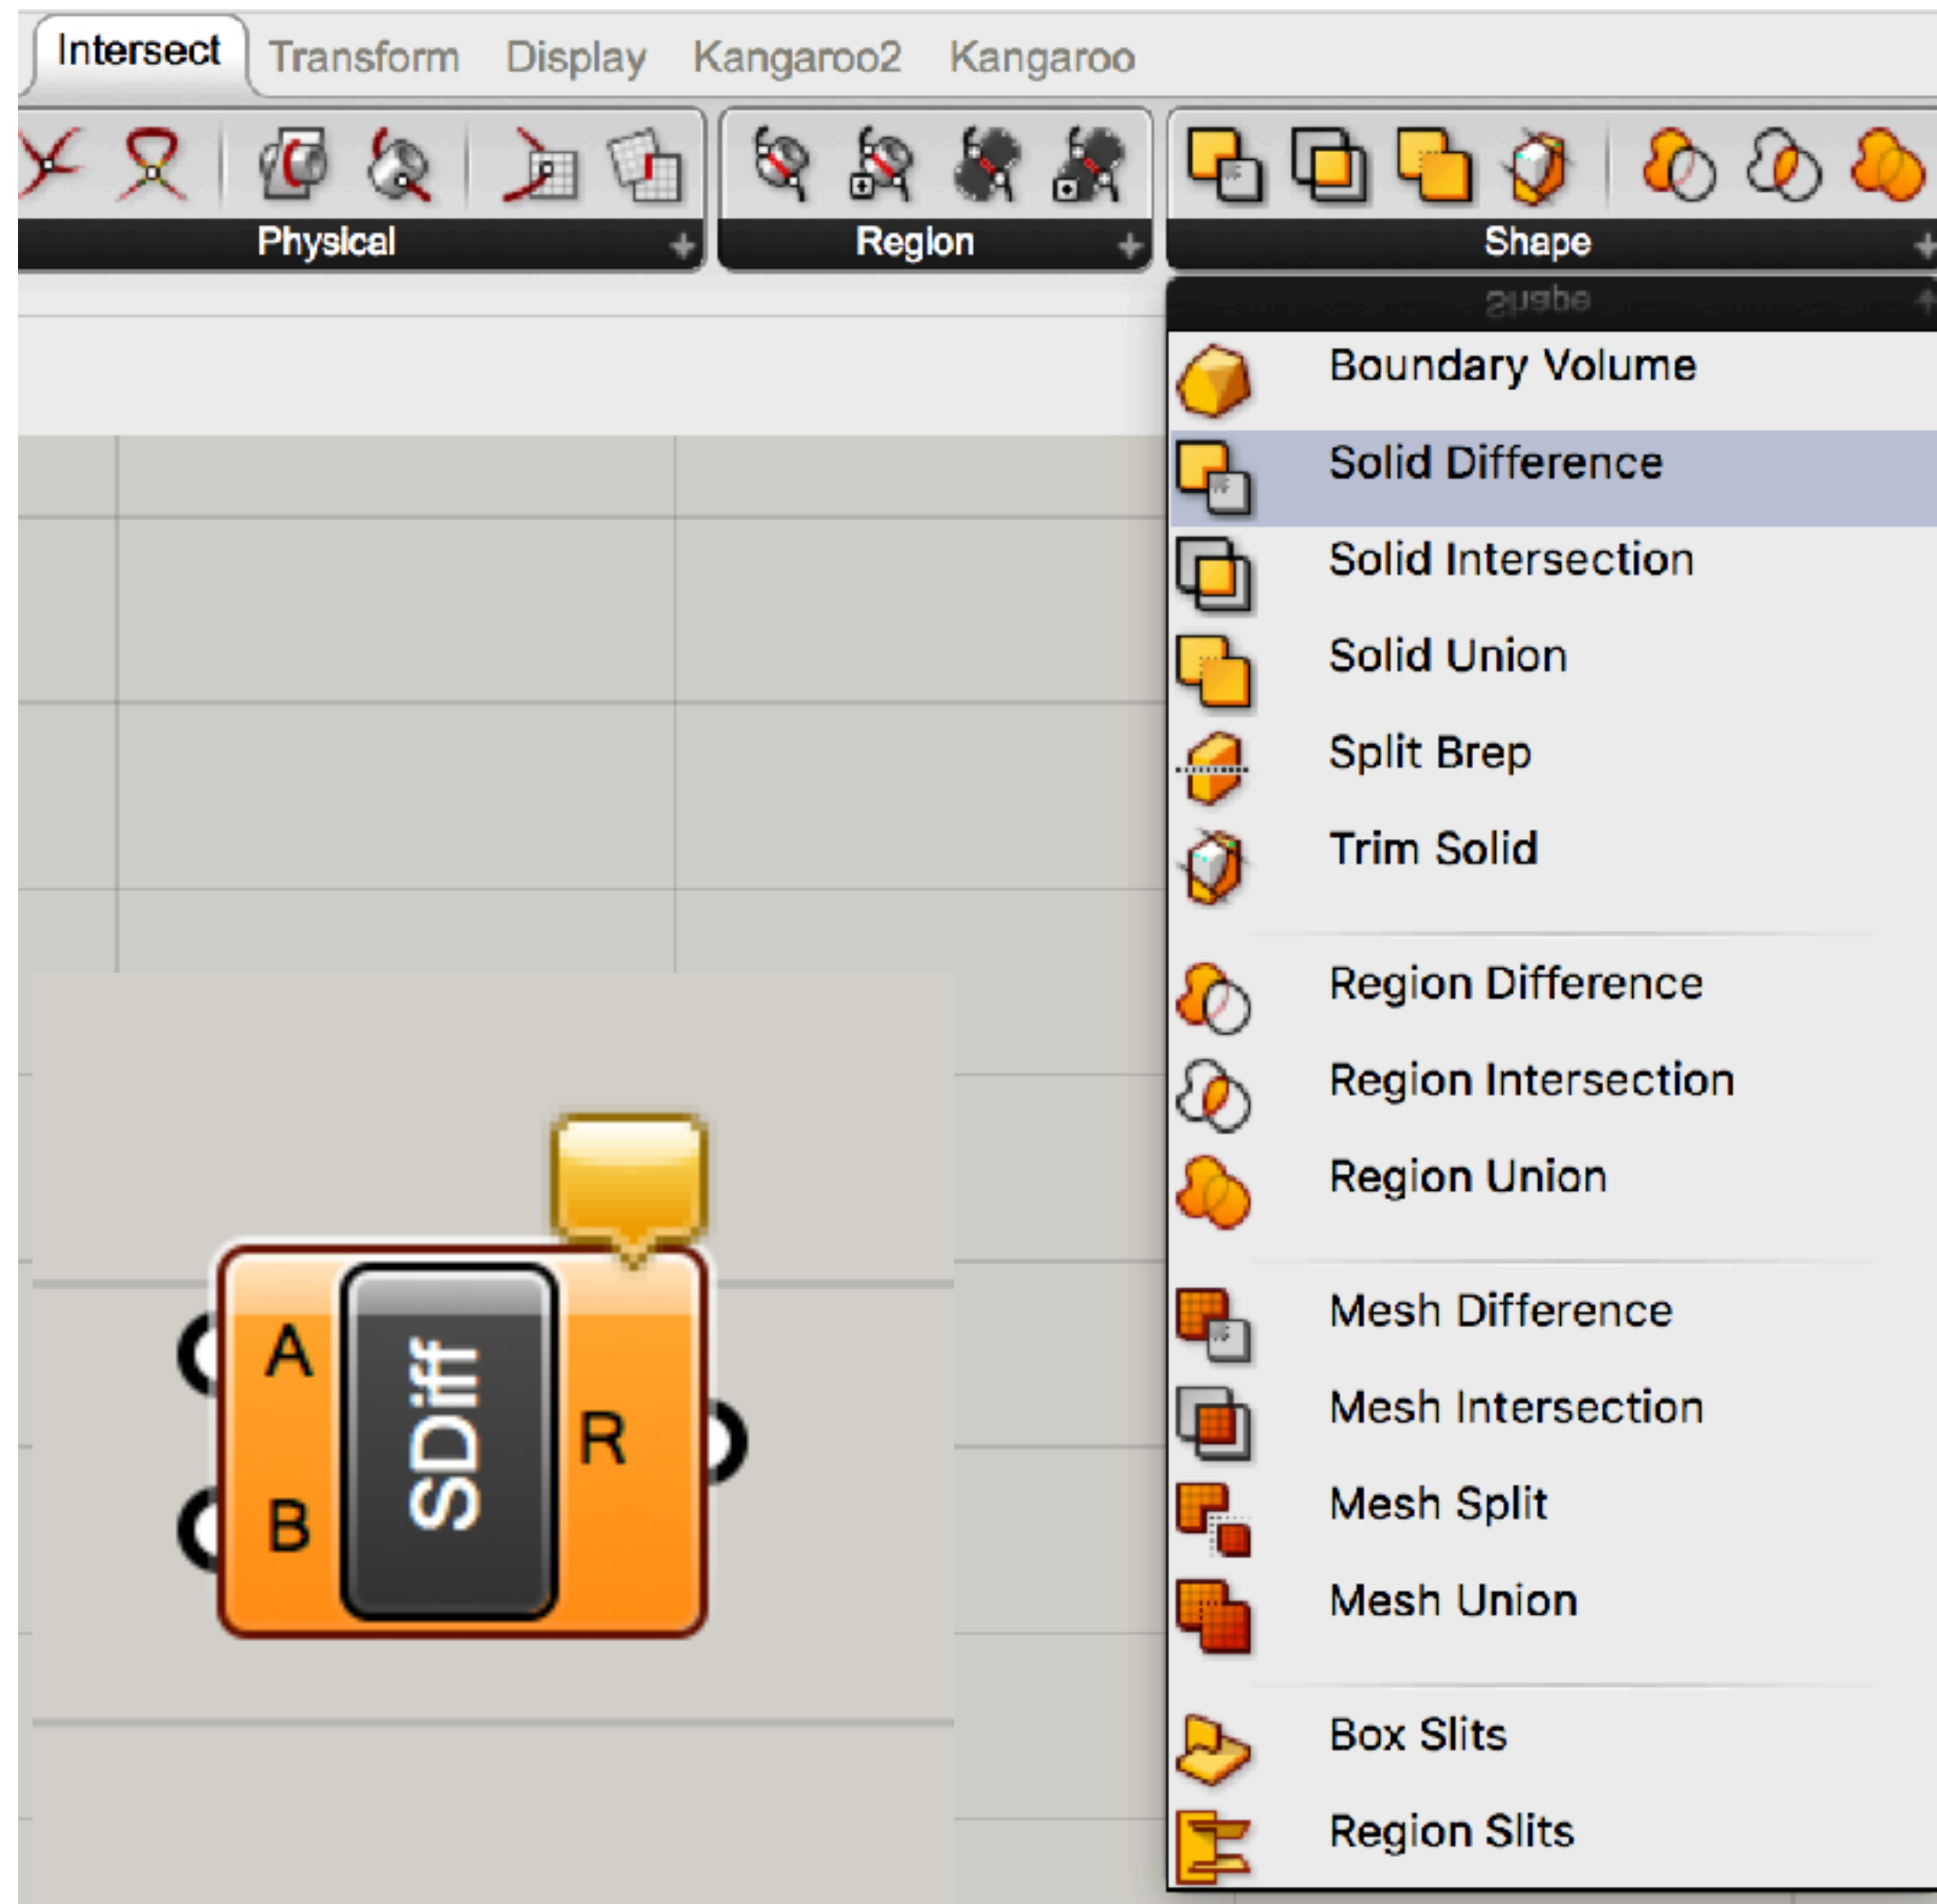 Intersect Transform Display Kangaroo2 Kangaroo
Physical Region Shape
Shape
Boundary Volume
Solid Difference
Solid Intersection
Solid Union
Split Brep
Trim Solid
Region Difference
Region Intersection
Region Union
Mesh Difference
Mesh Intersection
Mesh Split
Mesh Union
Box Slits
Region Slits
A
B
SDiff
R